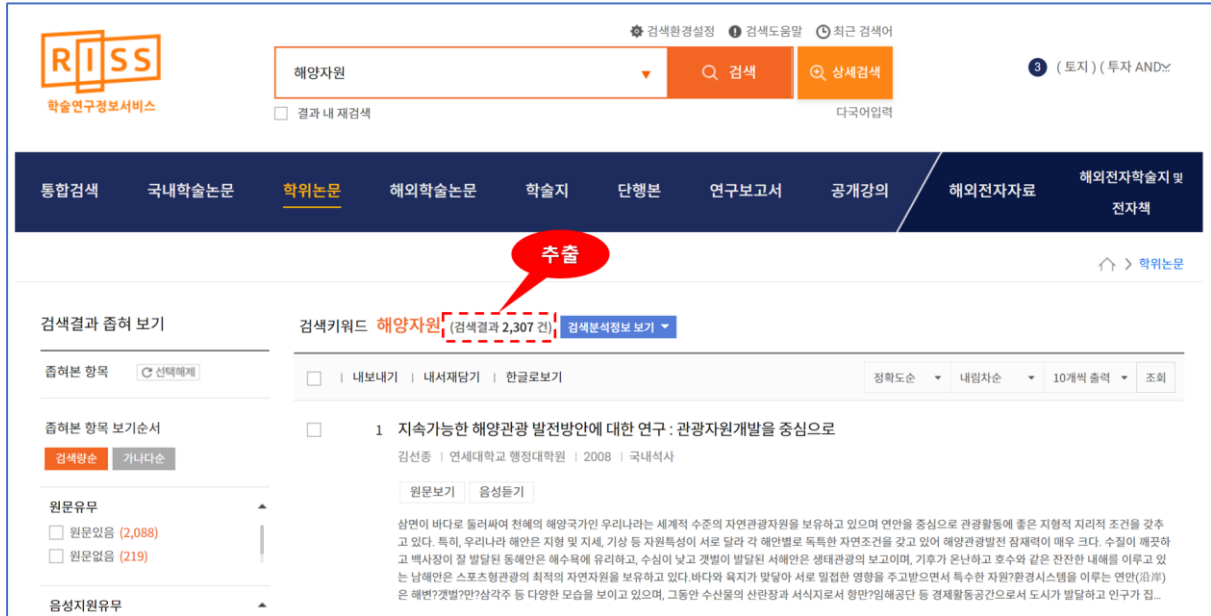 검색환경설정 검색도움말 최근 검색어
RISS
학술연구정보서비스
해양자원
검색
상세검색
3 ( 토지 ) ( 투자 AND
결과 내 재검색
다국어입력
통합검색 국내학술논문 학위논문 해외학술논문 학술지 단행본 연구보고서 공개강의 해외전자자료 해외전자학술지 및
전자책
추출
학위논문
검색결과 좁혀 보기
검색키워드 해양자원 (검색결과 2,307 건) 검색분석정보 보기
좁혀본 항목 선택해제
내보내기 | 내서재담기 | 한글로보기
정확도순 내림차순 10개씩 출력 조회
좁혀본 항목 보기순서
검색량순 가나다순
원문유무
원문있음 (2,088)
원문없음 (219)
음성지원유무
1 지속가능한 해양관광 발전방안에 대한 연구 : 관광자원개발을 중심으로
김선종 | 연세대학교 행정대학원 | 2008 | 국내석사
원문보기 음성듣기
삼면이 바다로 둘러싸여 천혜의 해양국가인 우리나라는 세계적 수준의 자연관광자원을 보유하고 있으며 연안을 중심으로 관광활동에 좋은 지형적 지리적 조건을 갖추
고 있다. 특히, 우리나라 해안은 지형 및 지세, 기상 등 자원특성이 서로 달라 각 해안별로 독특한 자연조건을 갖고 있어 해양관광발전 잠재력이 매우 크다. 수질이 깨끗하
고 백사장이 잘 발달된 동해안은 해수욕에 유리하고, 수심이 낮고 갯벌이 발달된 서해안은 생태관광의 보고이며, 기후가 온난하고 호수와 같은 잔잔한 내해를 이루고 있
는 남해안은 스포츠형관광의 최적의 자연자원을 보유하고 있다.바다와 육지가 맞닿아 서로 밀접한 영향을 주고받으면서 특수한 자원?환경시스템을 이루는 연안(沿岸)
은 해변?갯벌?만?삼각주 등 다양한 모습을 보이고 있으며, 그동안 수산물의 산란장과 서식지로서 항만?임해공단 등 경제활동공간으로서 도시가 발달하고 인구가 집...